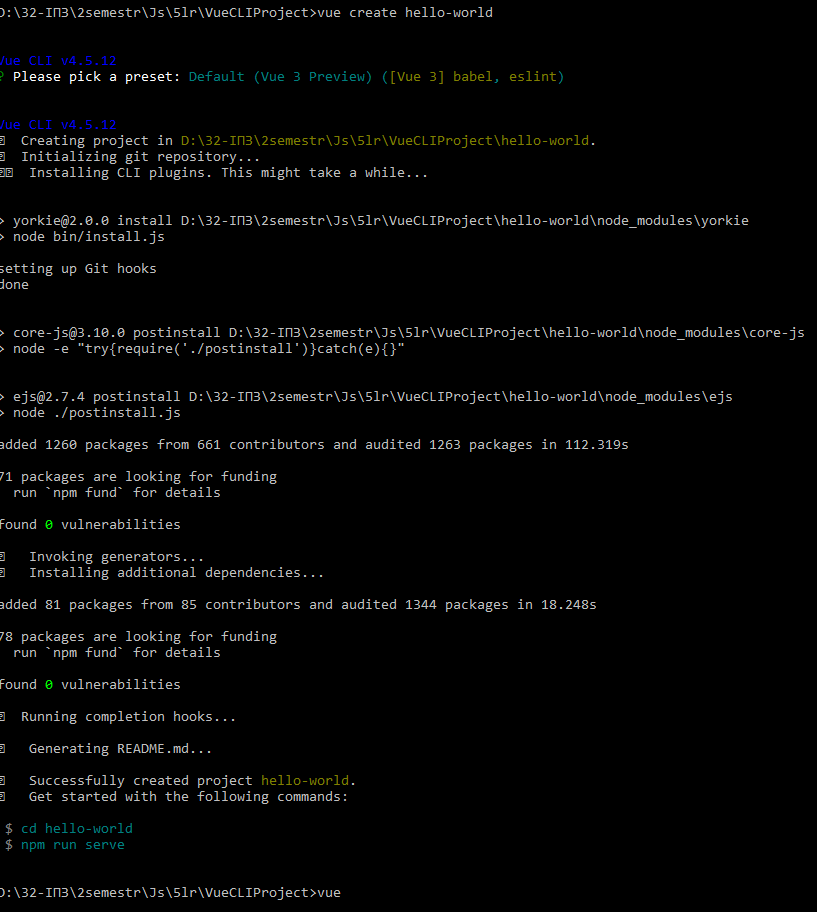 D:\32-ІПЗ\2semestr\Js\5lr\VueCLIProject>vue create hello-world
Vue CLI v4.5.12
? Please pick a preset: Default (Vue 3 Preview) ([Vue 3] babel, eslint)
Vue CLI v4.5.12
Creating project in D:\32-ІПЗ\2semestr\Js\5lr\VueCLIProject\hello-world.
Initializing git repository...
Installing CLI plugins. This might take a while...
> yorkie@2.0.0 install D:\32-ІПЗ\2semestr\Js\5lr\VueCLIProject\hello-world\node_modules\yorkie
> node bin/install.js
setting up Git hooks
done
> core-js@3.10.0 postinstall D:\32-ІПЗ\2semestr\Js\5lr\VueCLIProject\hello-world\node_modules\core-js
> node -e "try{require('./postinstall')}catch(e){}"
> ejs@2.7.4 postinstall D:\32-ІПЗ\2semestr\Js\5lr\VueCLIProject\hello-world\node_modules\ejs
> node ./postinstall.js
added 1260 packages from 661 contributors and audited 1263 packages in 112.319s
71 packages are looking for funding
run `npm fund` for details
found 0 vulnerabilities
Invoking generators...
Installing additional dependencies...
added 81 packages from 85 contributors and audited 1344 packages in 18.248s
78 packages are looking for funding
run `npm fund` for details
found 0 vulnerabilities
Running completion hooks...
Generating README.md...
Successfully created project hello-world.
Get started with the following commands:
$ cd hello-world
$ npm run serve
D:\32-ІПЗ\2semestr\Js\5lr\VueCLIProject>vue